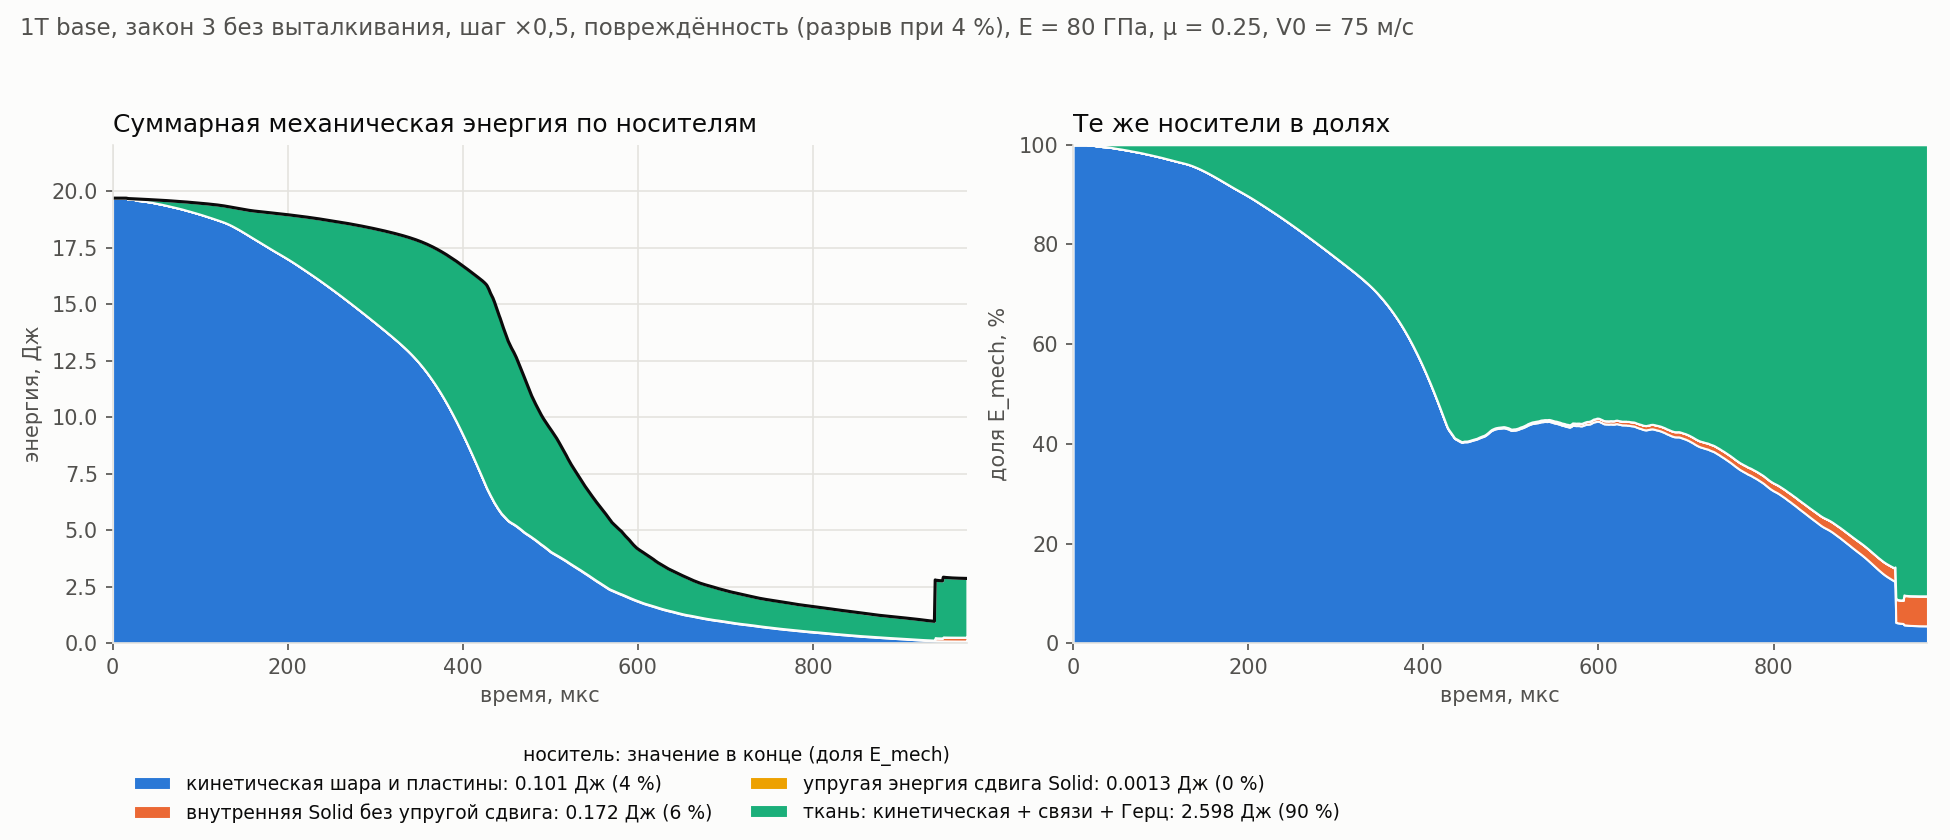 1T base, закон 3 без выталкивания, шаг ×0,5, повреждённость (разрыв при 4 %), E = 80 ГПа, μ = 0.25, V0 = 75 м/с
Суммарная механическая энергия по носителям
20.0
17.5
15.0
12.5
10.0
7.5
5.0
2.5
0.0
энергия, Дж
0 200 400 600 800
время, мкс
Те же носители в долях
100
80
60
40
20
0
доля E_mech, %
0 200 400 600 800
время, мкс
носитель: значение в конце (доля E_mech)
кинетическая шара и пластины: 0.101 Дж (4 %)
внутренняя Solid без упругой сдвига: 0.172 Дж (6 %)
упругая энергия сдвига Solid: 0.0013 Дж (0 %)
ткань: кинетическая + связи + Герц: 2.598 Дж (90 %)